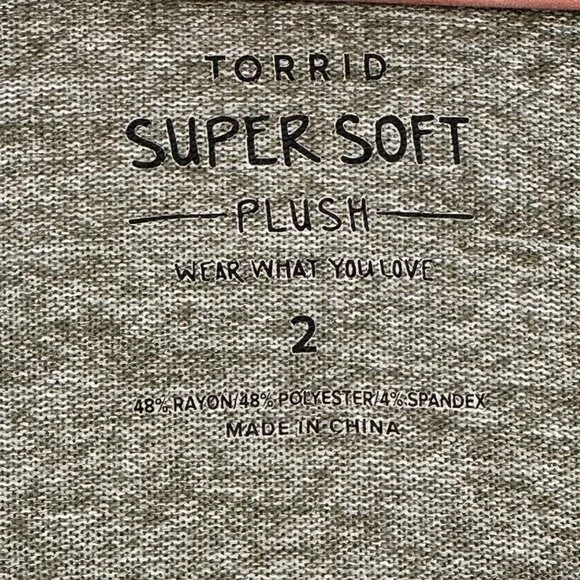 TORRID
SUPER SOFT
PLUSH
WEAR WHAT YOU LOVE
2
48% RAYON/48% POLYESTER/4% SPANDEX
MADE IN CHINA